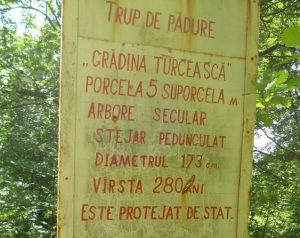 TRUP DE PĂDURE
„GRĂDINA TURCEASCĂ”
PORCELA 5 SUPORCELA M
ARBORE SECULAR
STEJAR PEDUNCULAT
DIAMETRUL 173 cm.
VÎRSTA 280 ANI
ESTE PROTEJAT DE STAT.